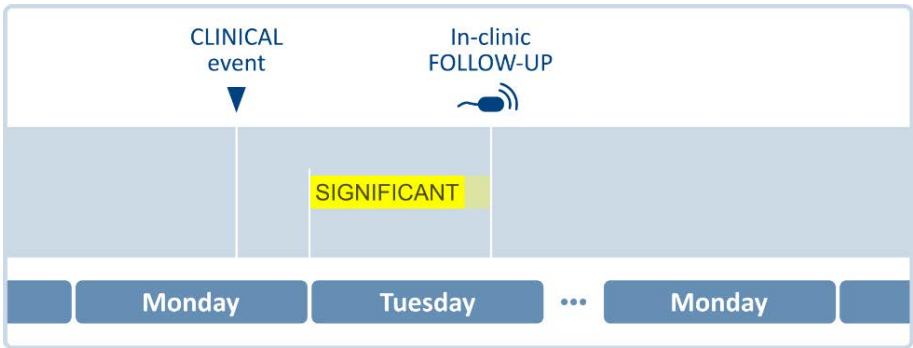 CLINICAL
event
In-clinic
FOLLOW-UP
SIGNIFICANT
Monday
Tuesday
•••
Monday